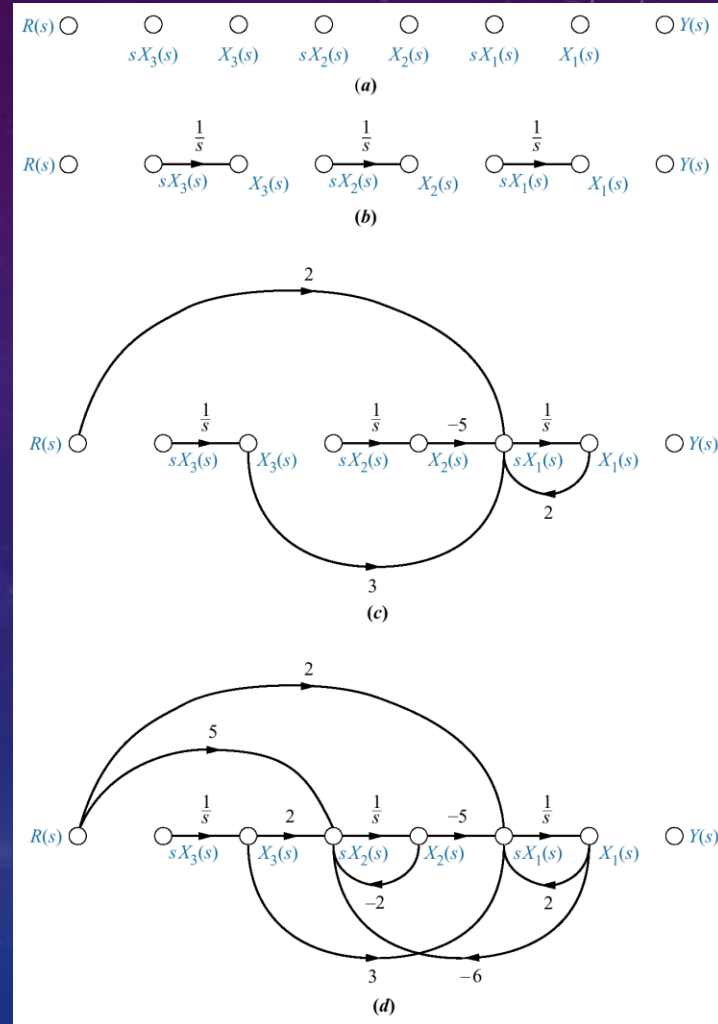 R(s) Y(s)
sX₃(s) X₃(s) sX₂(s) X₂(s) sX₁(s) X₁(s)
(a)
1/s 1/s 1/s
R(s) Y(s)
sX₃(s) X₃(s) sX₂(s) X₂(s) sX₁(s) X₁(s)
(b)
2
1/s 1/s −5 1/s
R(s) Y(s)
sX₃(s) X₃(s) sX₂(s) X₂(s) sX₁(s) X₁(s)
2
3
(c)
2
5
1/s 2 1/s −5 1/s
R(s) Y(s)
sX₃(s) X₃(s) sX₂(s) X₂(s) sX₁(s) X₁(s)
−2 2
3 −6
(d)